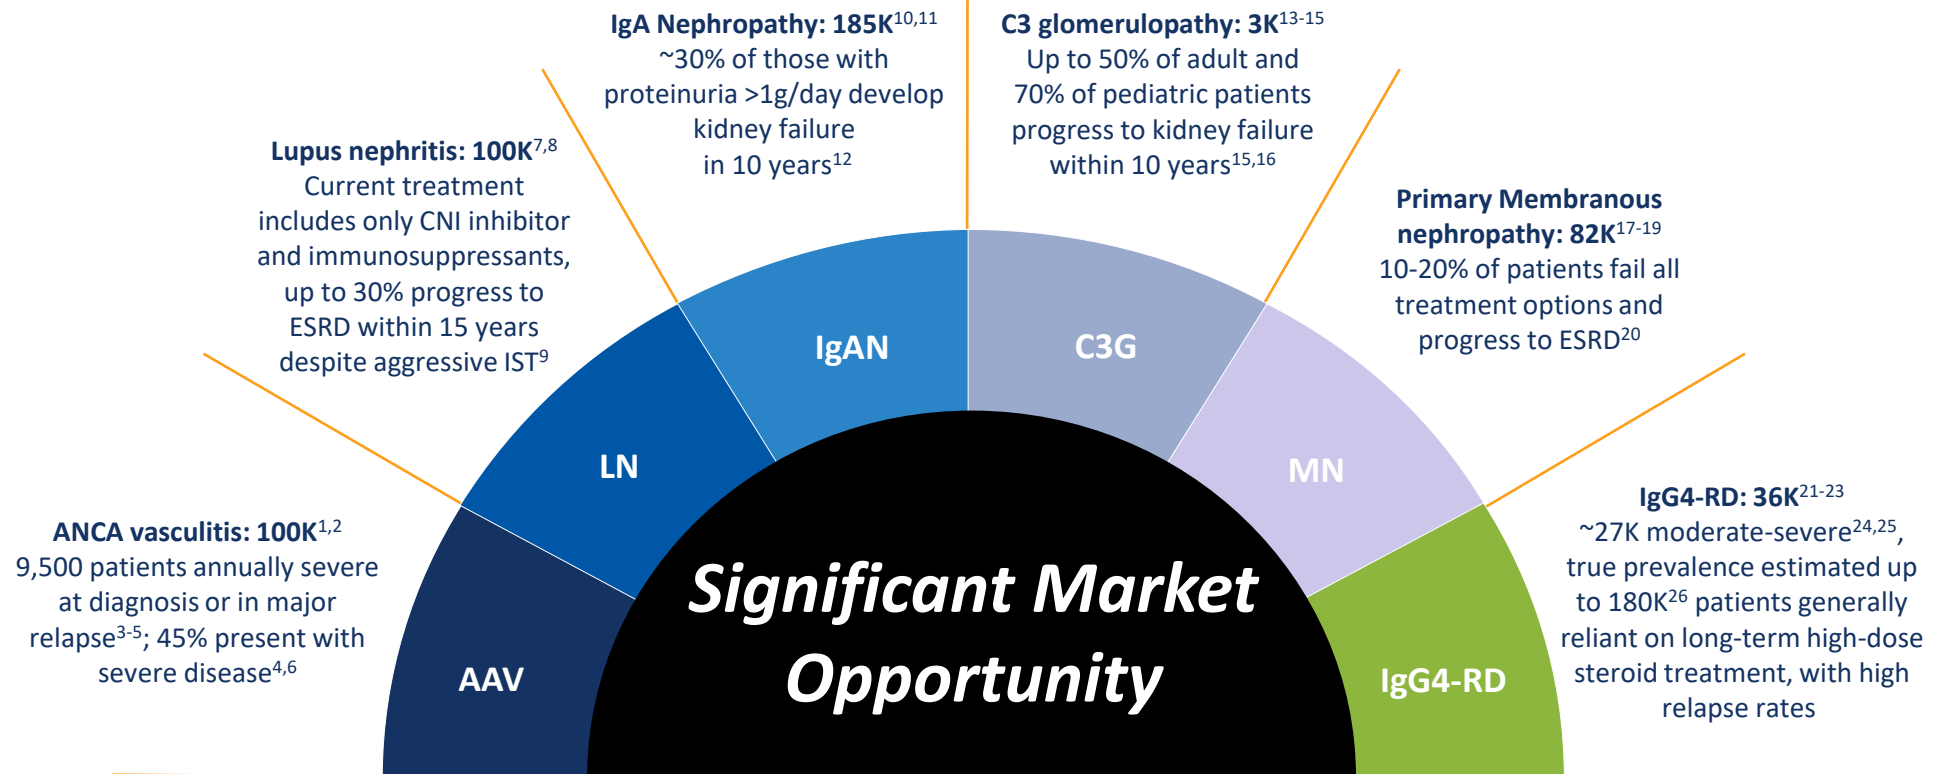 IgA Nephropathy: 185K10,11
~30% of those with
proteinuria >1g/day develop
kidney failure
in 10 years12
C3 glomerulopathy: 3K13-15
Up to 50% of adult and
70% of pediatric patients
progress to kidney failure
within 10 years15,16
Lupus nephritis: 100K7,8
Current treatment
includes only CNI inhibitor
and immunosuppressants,
up to 30% progress to
ESRD within 15 years
despite aggressive IST9
Primary Membranous
nephropathy: 82K17-19
10-20% of patients fail all
treatment options and
progress to ESRD20
ANCA vasculitis: 100K1,2
9,500 patients annually severe
at diagnosis or in major
relapse3-5; 45% present with
severe disease4,6
IgG4-RD: 36K21-23
~27K moderate-severe24,25,
true prevalence estimated up
to 180K26 patients generally
reliant on long-term high-dose
steroid treatment, with high
relapse rates
AAV
LN
IgAN
C3G
MN
IgG4-RD
Significant Market
Opportunity